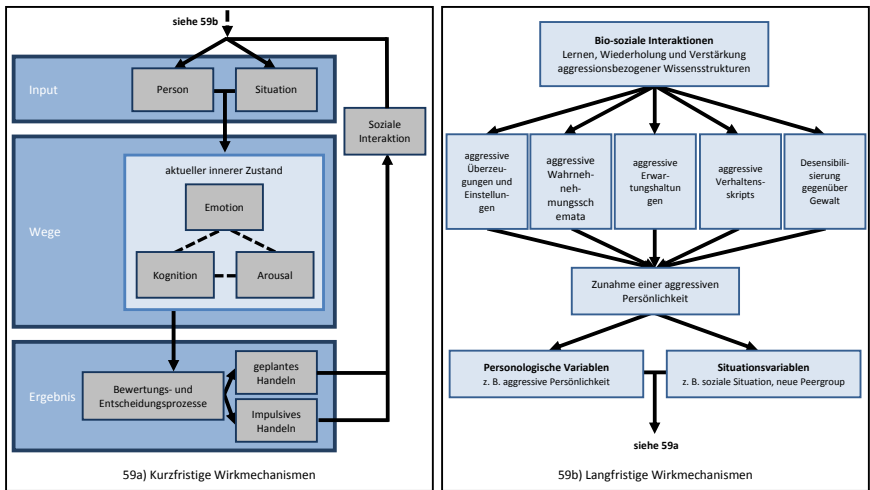 siehe 59b
Input
Person
Situation
Soziale
Interaktion
Wege
aktueller innerer Zustand
Emotion
Kognition
Arousal
Ergebnis
Bewertungs- und
Entscheidungsprozesse
geplantes
Handeln
Impulsives
Handeln
59a) Kurzfristige Wirkmechanismen
Bio-soziale Interaktionen
Lernen, Wiederholung und Verstärkung
aggressionsbezogener Wissensstrukturen
aggressive
Überzeu-
gungen und
Einstellun-
gen
aggressive
Wahrneh-
nehmungssch
emata
aggressive
Erwar-
tungshaltun
gen
aggressive
Verhaltens-
skripts
Desensibili-
sierung
gegenüber
Gewalt
Zunahme einer aggressiven
Persönlichkeit
Personologische Variablen
z. B. aggressive Persönlichkeit
Situationsvariablen
z. B. soziale Situation, neue Peergroup
siehe 59a
59b) Langfristige Wirkmechanismen